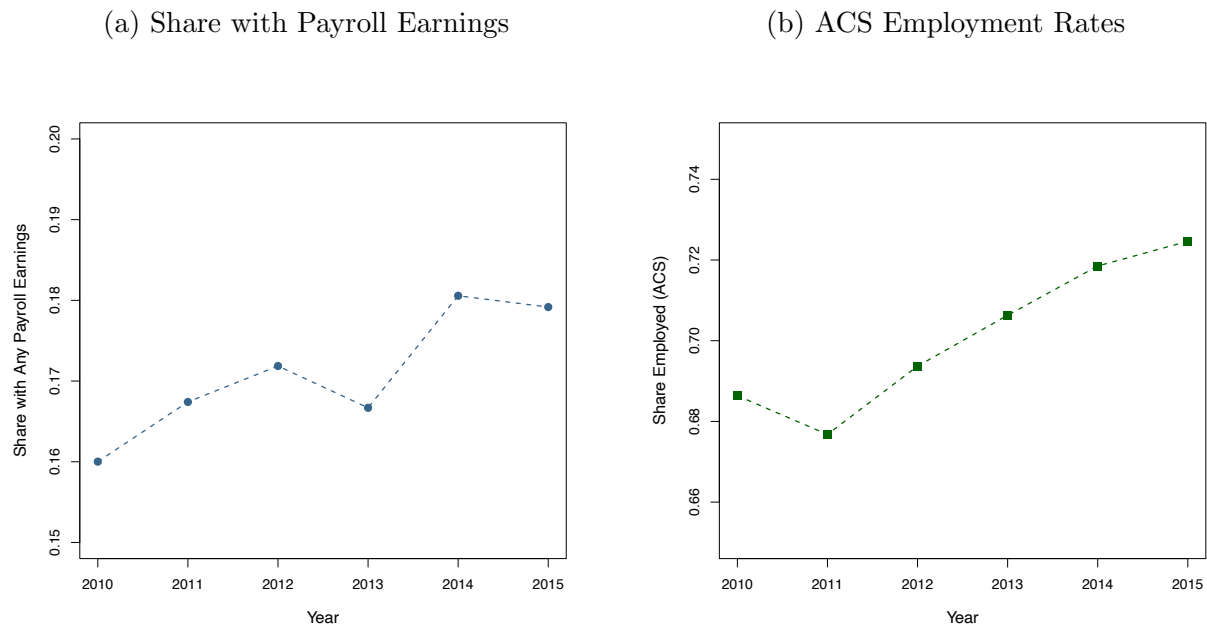 (a) Share with Payroll Earnings
(b) ACS Employment Rates
Share with Any Payroll Earnings
0.20
0.19
0.18
0.17
0.16
0.15
2010 2011 2012 2013 2014 2015
Year
Share Employed (ACS)
0.74
0.72
0.70
0.68
0.66
2010 2011 2012 2013 2014 2015
Year